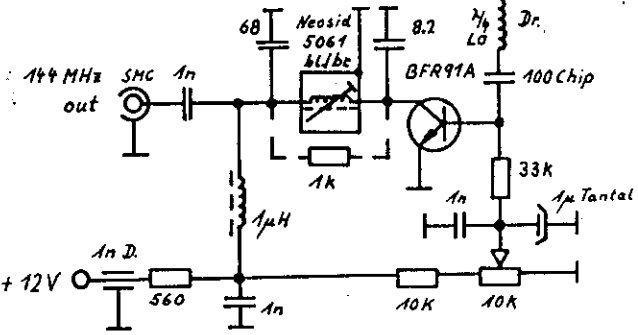 68
Neosid
5061
bl/br
8.2
λ/4
Lo
Dr.
144 MHz
out
SMC
1n
BFR91A
100 Chip
1k
33k
1µH
1n
1µ Tantal
1n D.
+ 12V
560
1n
10K
10K